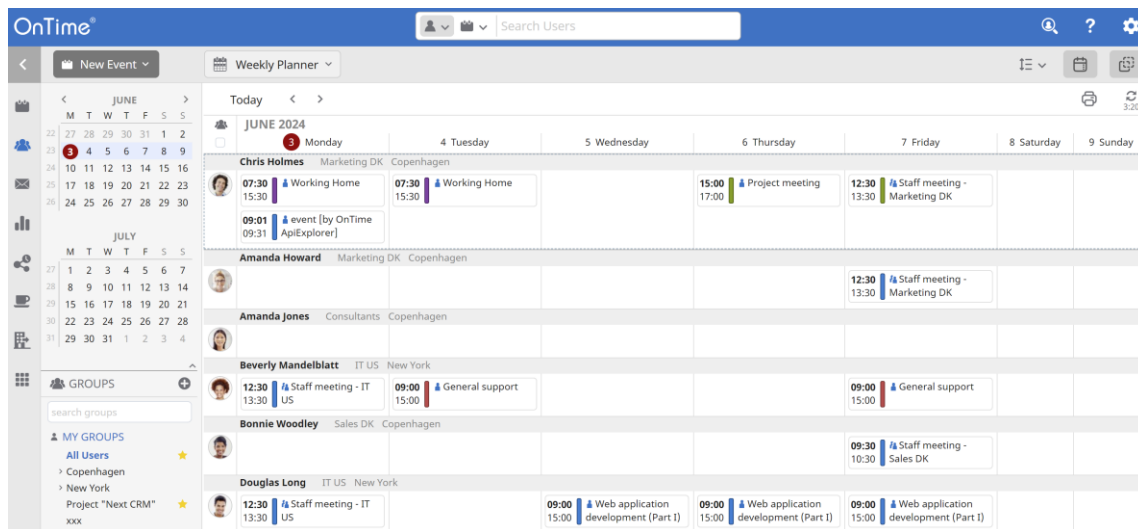 OnTime®
Search Users
?
New Event
Weekly Planner
JUNE
M T W T F S S
22 27 28 29 30 31 1 2
23 3 4 5 6 7 8 9
24 10 11 12 13 14 15 16
25 17 18 19 20 21 22 23
26 24 25 26 27 28 29 30
JULY
M T W T F S S
27 1 2 3 4 5 6 7
28 8 9 10 11 12 13 14
29 15 16 17 18 19 20 21
30 22 23 24 25 26 27 28
31 29 30 31 1 2 3 4
GROUPS
search groups
MY GROUPS
All Users
Copenhagen
New York
Project "Next CRM"
xxx
Today
3:20
JUNE 2024
3 Monday 4 Tuesday 5 Wednesday 6 Thursday 7 Friday 8 Saturday 9 Sunday
Chris Holmes Marketing DK Copenhagen
07:30 Working Home
15:30
09:01 event [by OnTime
09:31 ApiExplorer]
07:30 Working Home
15:30
15:00 Project meeting
17:00
12:30 Staff meeting -
13:30 Marketing DK
Amanda Howard Marketing DK Copenhagen
12:30 Staff meeting -
13:30 Marketing DK
Amanda Jones Consultants Copenhagen
Beverly Mandelblatt IT US New York
12:30 Staff meeting - IT
13:30 US
09:00 General support
15:00
09:00 General support
15:00
Bonnie Woodley Sales DK Copenhagen
09:30 Staff meeting -
10:30 Sales DK
Douglas Long IT US New York
12:30 Staff meeting - IT
13:30 US
09:00 Web application
15:00 development (Part I)
09:00 Web application
15:00 development (Part I)
09:00 Web application
15:00 development (Part I)